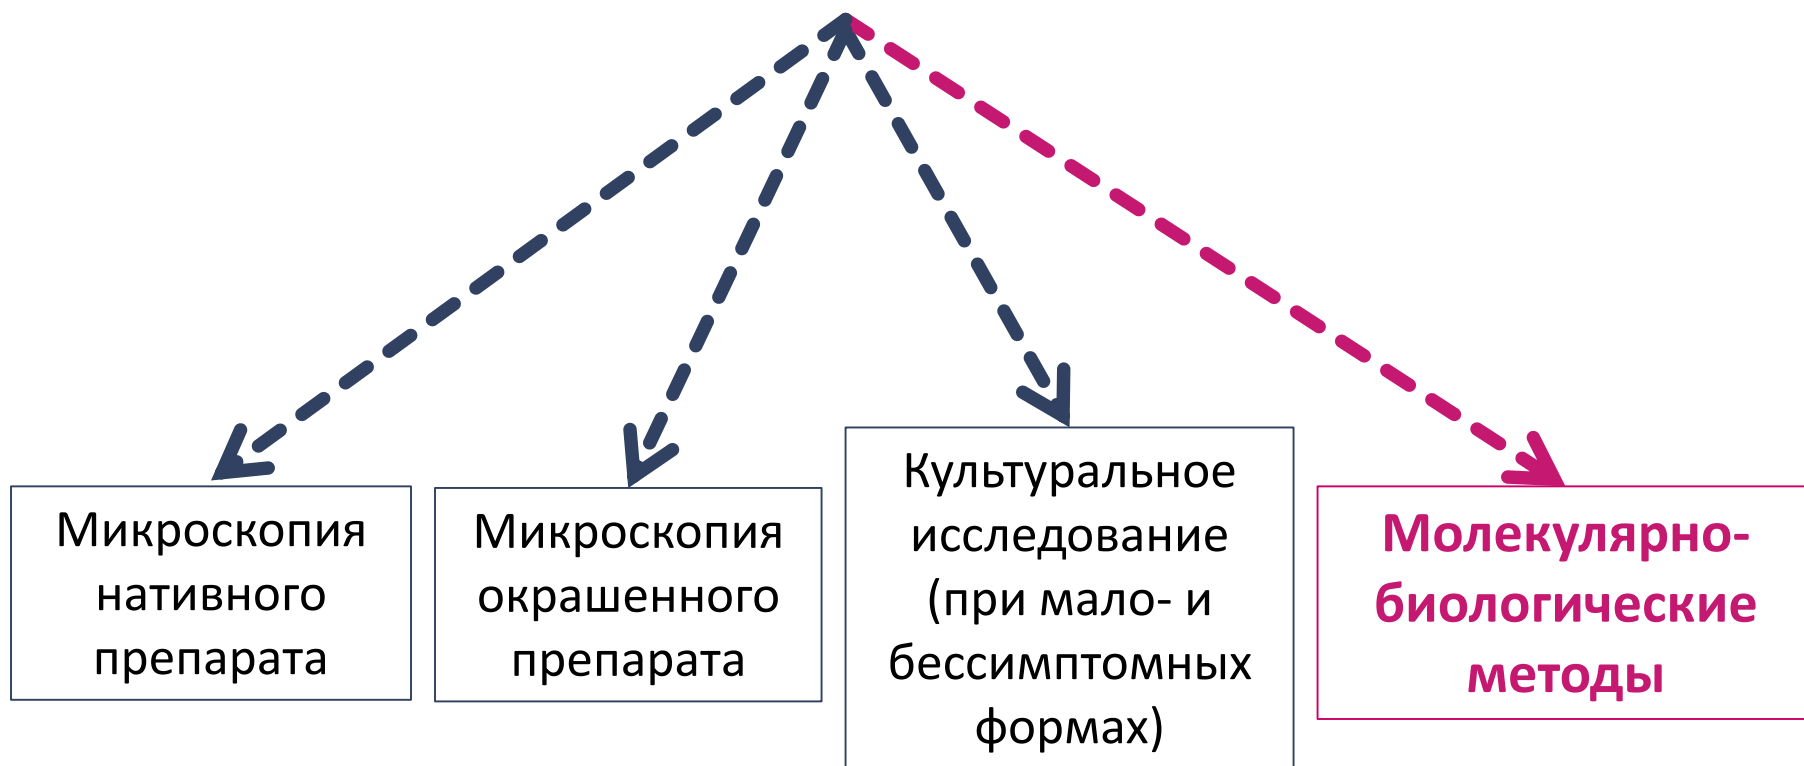 Микроскопия
нативного
препарата
Микроскопия
окрашенного
препарата
Культуральное
исследование
(при мало- и
бессимптомных
формах)
Молекулярно-
биологические
методы